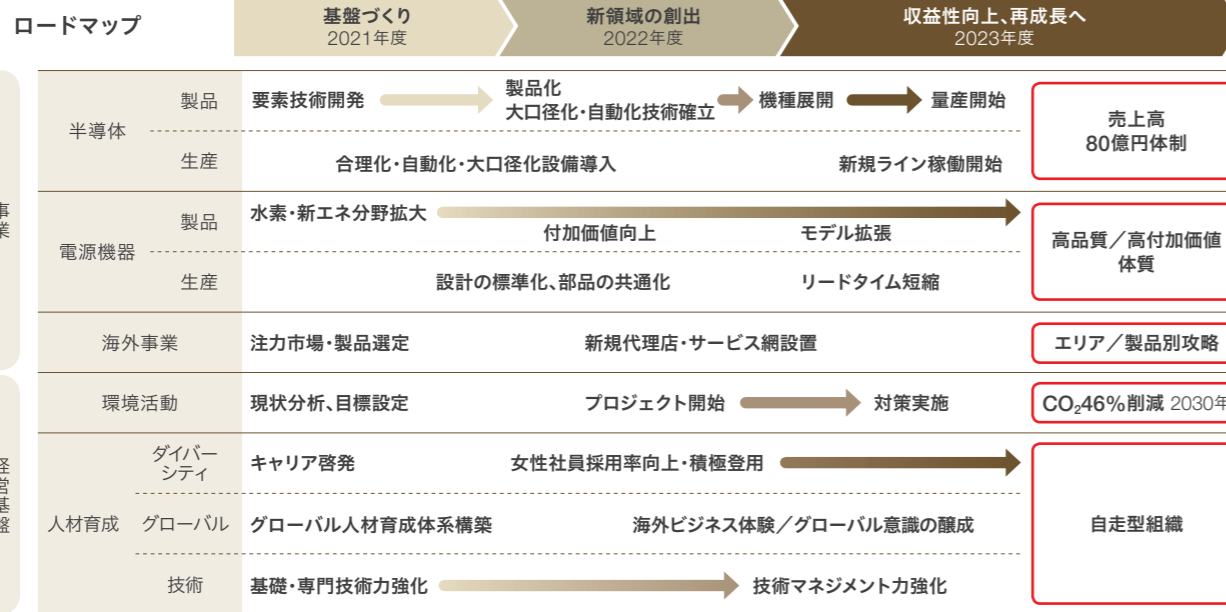 ロードマップ
基盤づくり
2021年度
新領域の創出
2022年度
収益性向上、再成長へ
2023年度
事業
半導体
製品
要素技術開発
製品化
大口径化・自動化技術確立
機種展開
量産開始
売上高
80億円体制
生産
合理化・自動化・大口径化設備導入
新規ライン稼働開始
電源機器
製品
水素・新エネ分野拡大
付加価値向上
モデル拡張
高品質／高付加価値
体質
生産
設計の標準化、部品の共通化
リードタイム短縮
海外事業
注力市場・製品選定
新規代理店・サービス網設置
エリア／製品別攻略
経営基盤
環境活動
現状分析、目標設定
プロジェクト開始
対策実施
CO₂46%削減 2030年
人材育成
ダイバー
シティ
キャリア啓発
女性社員採用率向上・積極登用
グローバル
グローバル人材育成体系構築
海外ビジネス体験／グローバル意識の醸成
自走型組織
技術
基礎・専門技術力強化
技術マネジメント力強化